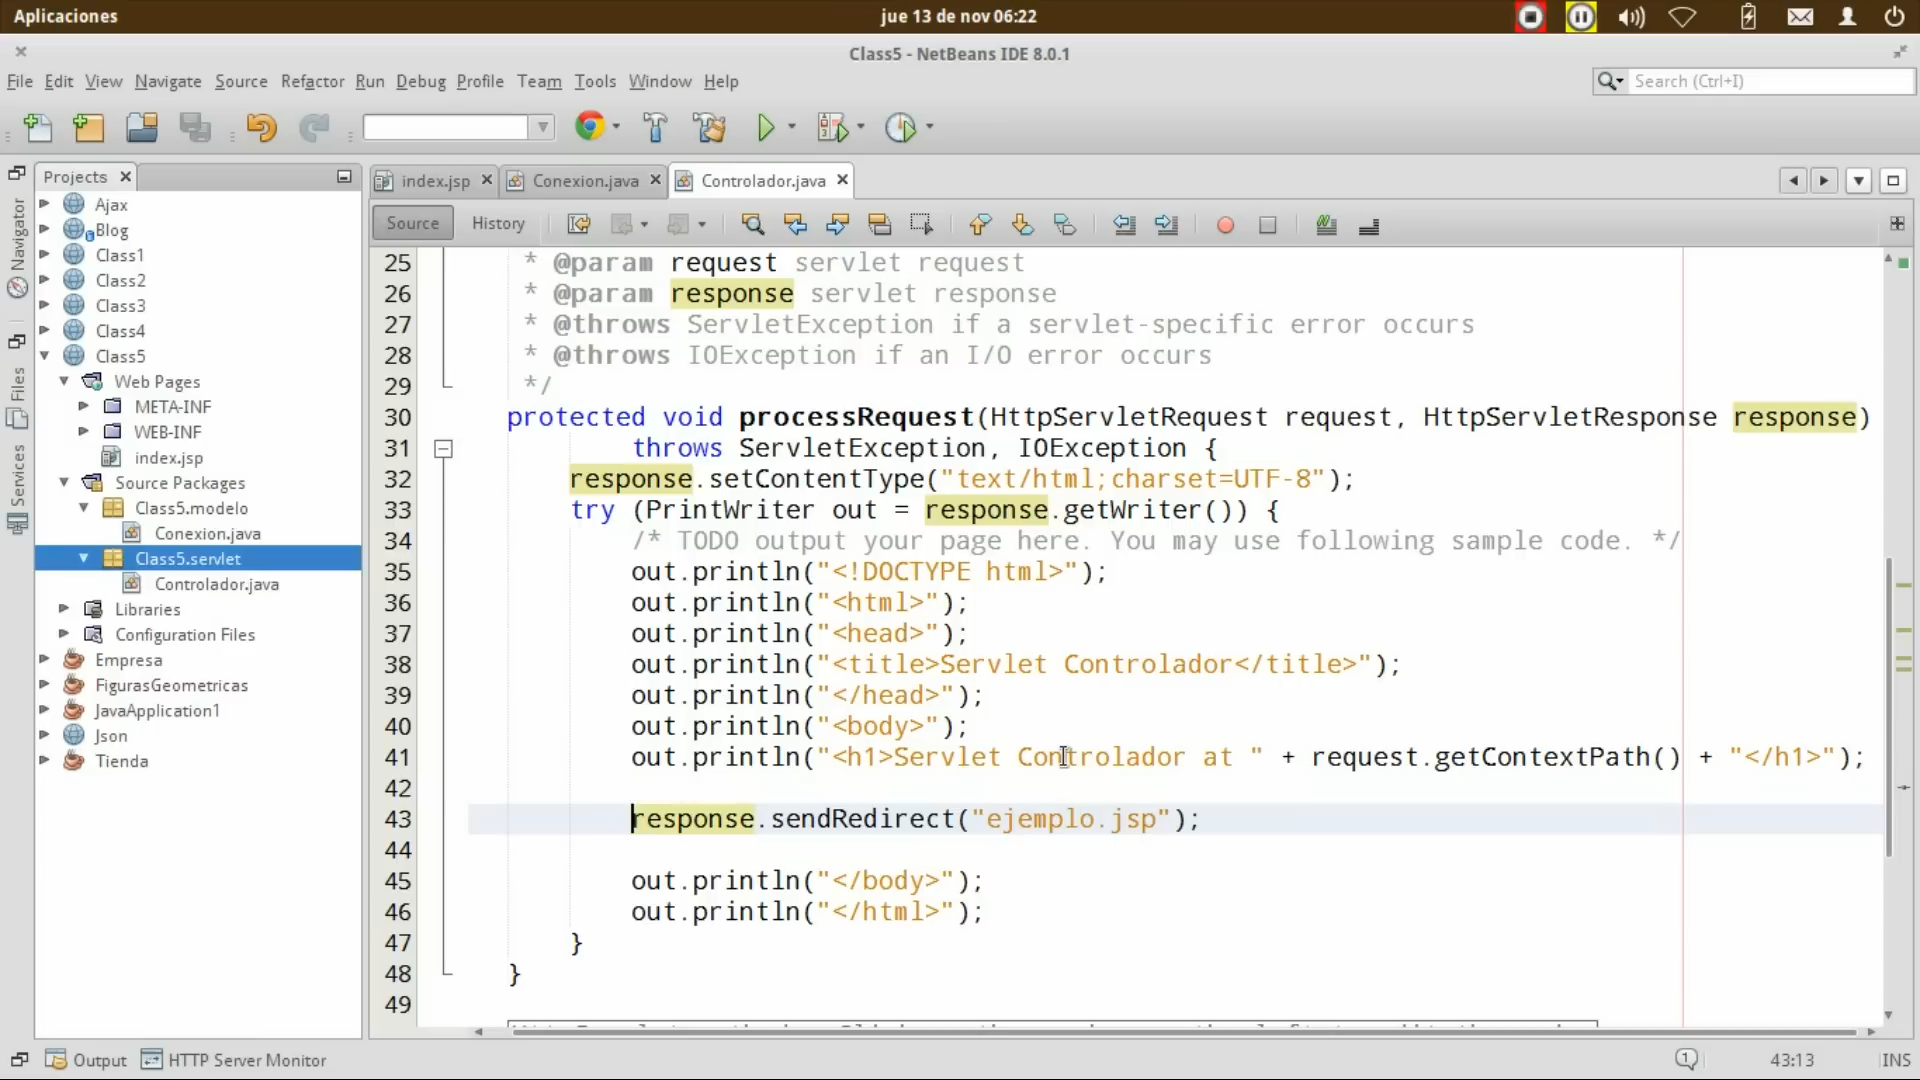 Aplicaciones
jue 13 de nov 06:22
Class5 - NetBeans IDE 8.0.1
File Edit View Navigate Source Refactor Run Debug Profile Team Tools Window Help
Search (Ctrl+I)
Projects
index.jsp
Conexion.java
Controlador.java
Source
History
Navigator
Files
Services
Ajax
Blog
Class1
Class2
Class3
Class4
Class5
Web Pages
META-INF
WEB-INF
index.jsp
Source Packages
Class5.modelo
Conexion.java
Class5.servlet
Controlador.java
Libraries
Configuration Files
Empresa
FigurasGeometricas
JavaApplication1
Json
Tienda
25 * @param request servlet request
26 * @param response servlet response
27 * @throws ServletException if a servlet-specific error occurs
28 * @throws IOException if an I/O error occurs
29 */
30 protected void processRequest(HttpServletRequest request, HttpServletResponse response)
31 throws ServletException, IOException {
32 response.setContentType("text/html;charset=UTF-8");
33 try (PrintWriter out = response.getWriter()) {
34 /* TODO output your page here. You may use following sample code. */
35 out.println("<!DOCTYPE html>");
36 out.println("<html>");
37 out.println("<head>");
38 out.println("<title>Servlet Controlador</title>");
39 out.println("</head>");
40 out.println("<body>");
41 out.println("<h1>Servlet Controlador at " + request.getContextPath() + "</h1>");
42
43 response.sendRedirect("ejemplo.jsp");
44
45 out.println("</body>");
46 out.println("</html>");
47 }
48 }
49
Output
HTTP Server Monitor
1
43:13
INS